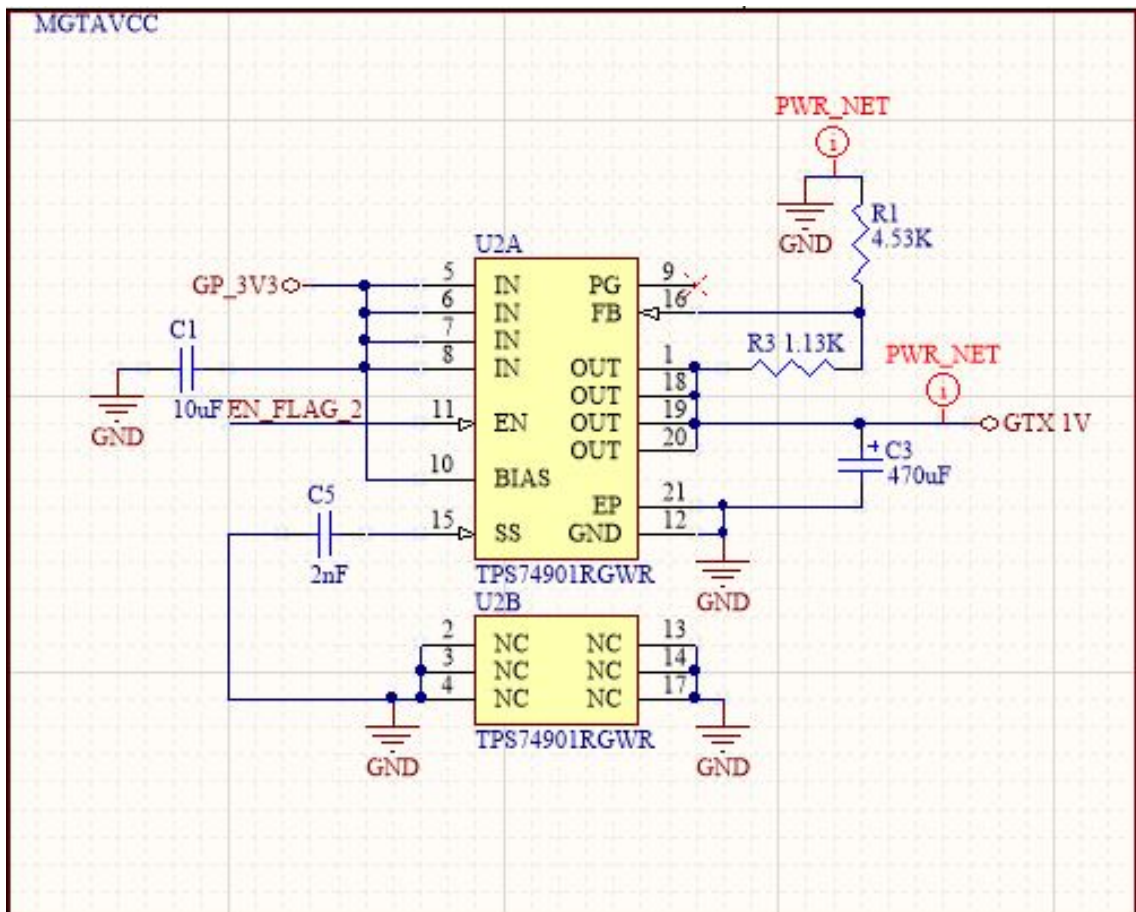 MGTAVCC
PWR_NET
i
R1
4.53K
GND
U2A
GP_3V3
5 IN PG 9
6 IN FB 16
7 IN
8 IN OUT 1
R3 1.13K
PWR_NET
i
C1
10uF
GND
OUT 18
EN_FLAG_2 11 EN OUT 19
GTX 1V
OUT 20
+ C3
470uF
10 BIAS
EP 21
C5
2nF
15 SS GND 12
TPS74901RGWR
GND
U2B
2 NC NC 13
3 NC NC 14
4 NC NC 17
TPS74901RGWR
GND
GND